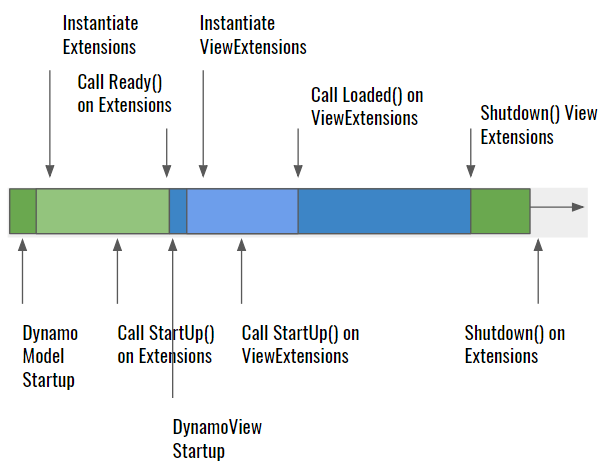 Instantiate
Extensions
Instantiate
ViewExtensions
Call Ready()
on Extensions
Call Loaded() on
ViewExtensions
Shutdown() View
Extensions
Dynamo
Model
Startup
Call StartUp()
on Extensions
Call StartUp() on
ViewExtensions
Shutdown() on
Extensions
DynamoView
Startup